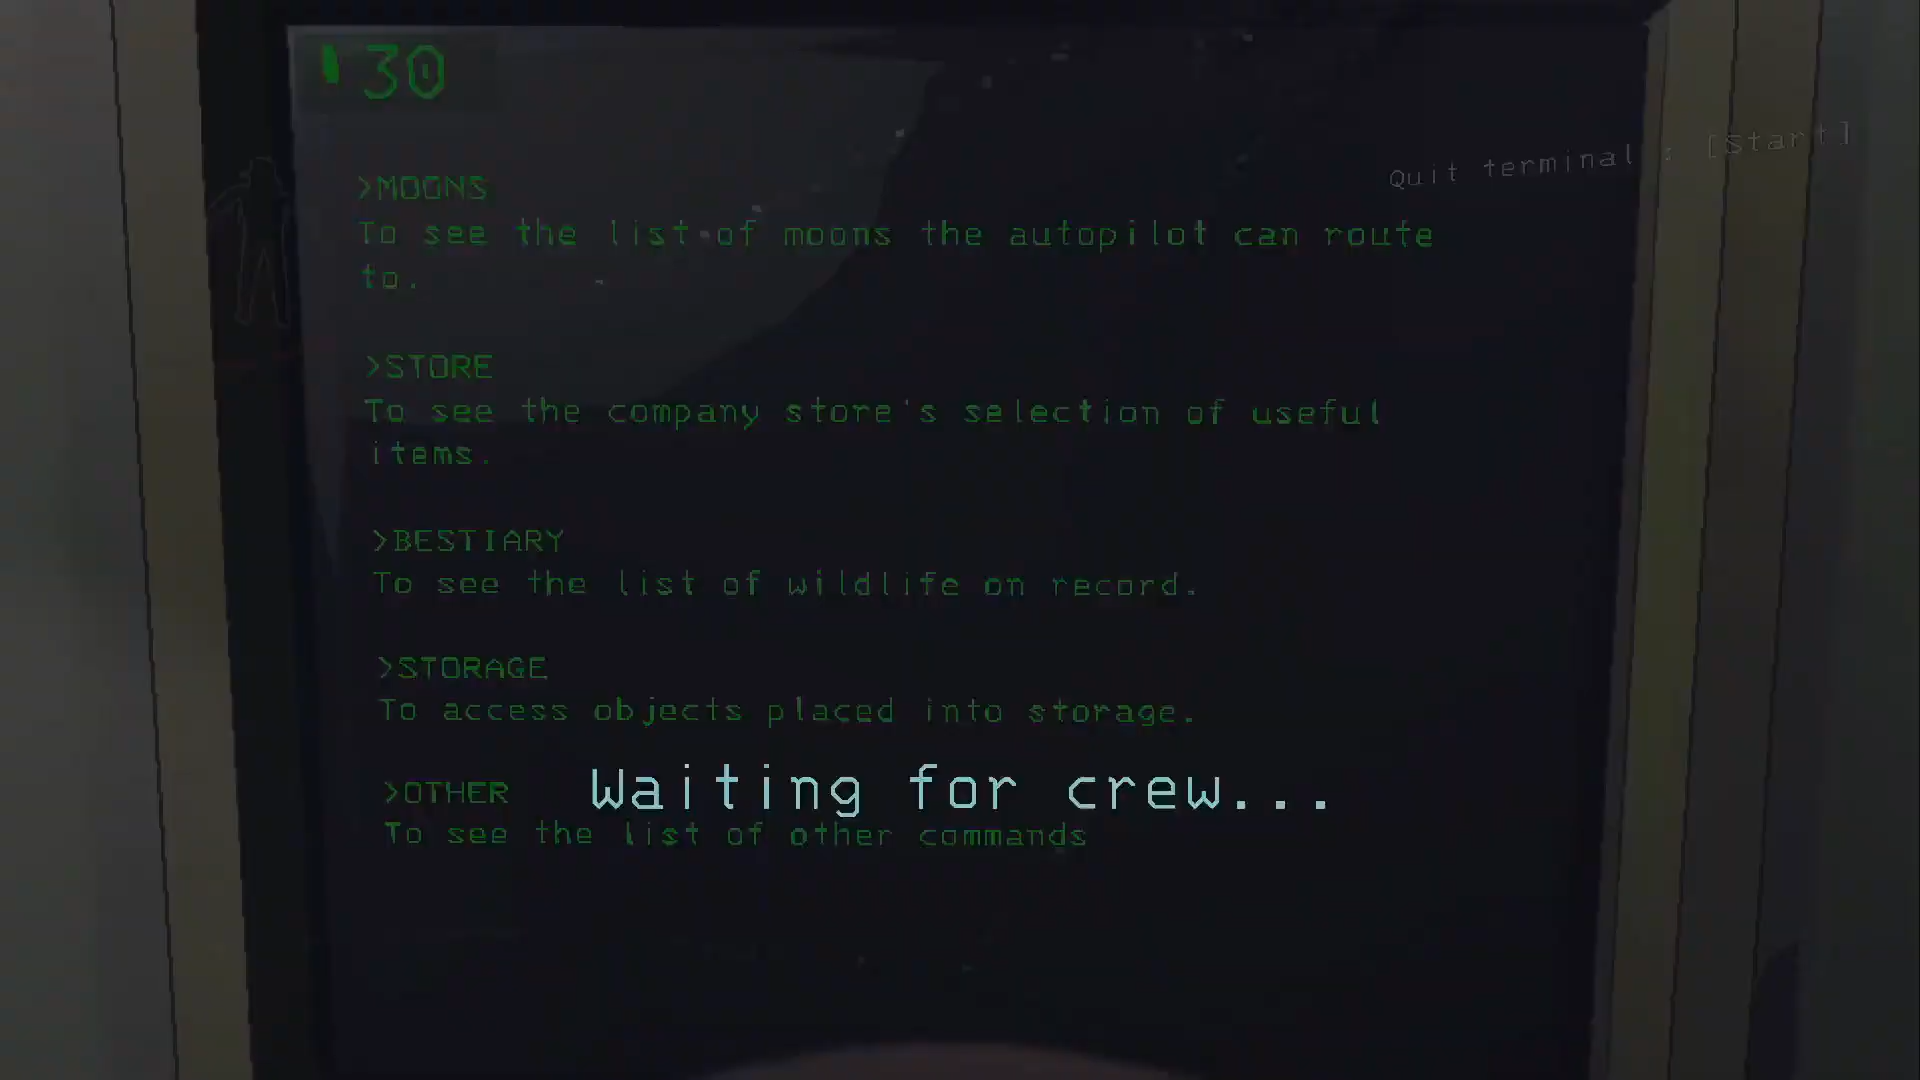 30
Quit terminal : [Start]
>MOONS
To see the list of moons the autopilot can route
to.
>STORE
To see the company store's selection of useful
items.
>BESTIARY
To see the list of wildlife on record.
>STORAGE
To access objects placed into storage.
>OTHER
Waiting for crew...
To see the list of other commands